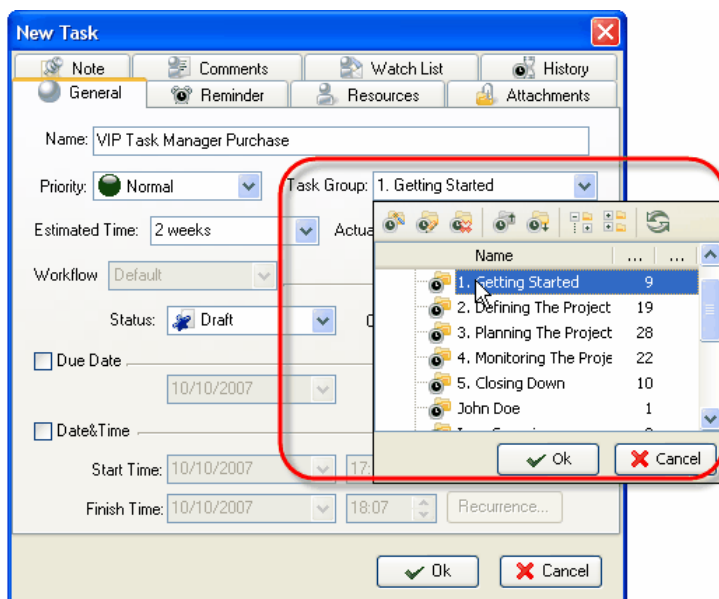 New Task
Note Comments Watch List History
General Reminder Resources Attachments
Name: VIP Task Manager Purchase
Priority: Normal Task Group: 1. Getting Started
Estimated Time: 2 weeks
Name ... ...
Workflow Default
1. Getting Started 9
2. Defining The Project 19
Status: Draft
3. Planning The Project 28
4. Monitoring The Proje 22
Due Date
5. Closing Down 10
10/10/2007
John Doe 1
Date&Time
Ok Cancel
Start Time: 10/10/2007 17:
Finish Time: 10/10/2007 18:07 Recurrence...
Ok Cancel